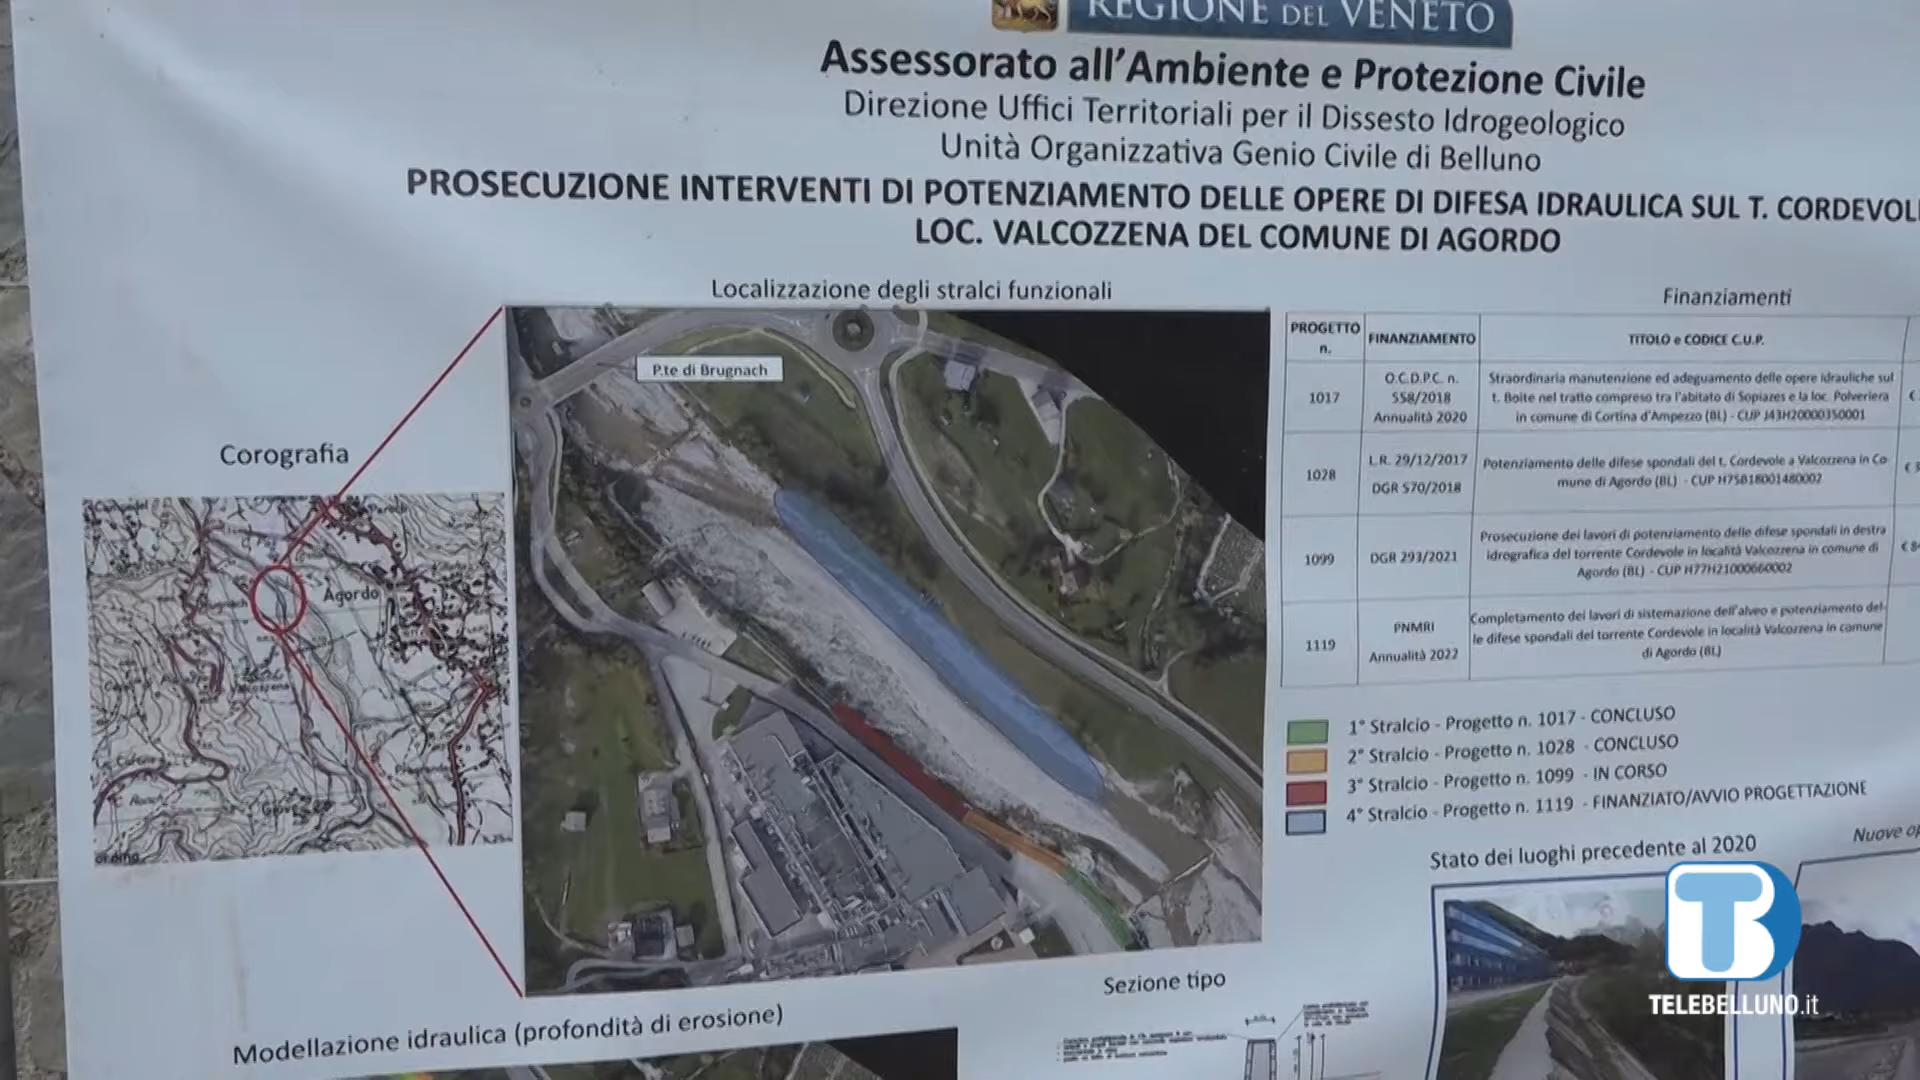 REGIONE DEL VENETO
Assessorato all'Ambiente e Protezione Civile
Direzione Uffici Territoriali per il Dissesto Idrogeologico
Unità Organizzativa Genio Civile di Belluno
PROSECUZIONE INTERVENTI DI POTENZIAMENTO DELLE OPERE DI DIFESA IDRAULICA SUL T. CORDEVOL
LOC. VALCOZZENA DEL COMUNE DI AGORDO
Localizzazione degli stralci funzionali
P.te di Brugnach
Corografia
Agordo
Finanziamenti
PROGETTO
n.
FINANZIAMENTO
TITOLO e CODICE C.U.P.
1017
O.C.D.P.C. n.
558/2018
Annualità 2020
Straordinaria manutenzione ed adeguamento delle opere idrauliche sul
t. Boite nel tratto compreso tra l'abitato di Sopiazes e la loc. Polveriera
in comune di Cortina d'Ampezzo (BL) - CUP J43H20000350001
€
1028
L.R. 29/12/2017
DGR 570/2018
Potenziamento delle difese spondali del t. Cordevole a Valcozzena in Co
mune di Agordo (BL) - CUP H75B18001480002
€
1099
DGR 293/2021
Prosecuzione dei lavori di potenziamento delle difese spondali in destra
idrografica del torrente Cordevole in località Valcozzena in comune di
Agordo (BL) - CUP H77H21000660002
€
1119
PNMRI
Annualità 2022
Completamento dei lavori di sistemazione dell'alveo e potenziamento del-
le difese spondali del torrente Cordevole in località Valcozzena in comune
di Agordo (BL)
1° Stralcio - Progetto n. 1017 - CONCLUSO
2° Stralcio - Progetto n. 1028 - CONCLUSO
3° Stralcio - Progetto n. 1099 - IN CORSO
4° Stralcio - Progetto n. 1119 - FINANZIATO/AVVIO PROGETTAZIONE
Stato dei luoghi precedente al 2020
Nuove op
Sezione tipo
Modellazione idraulica (profondità di erosione)
TB
TELEBELLUNO.it